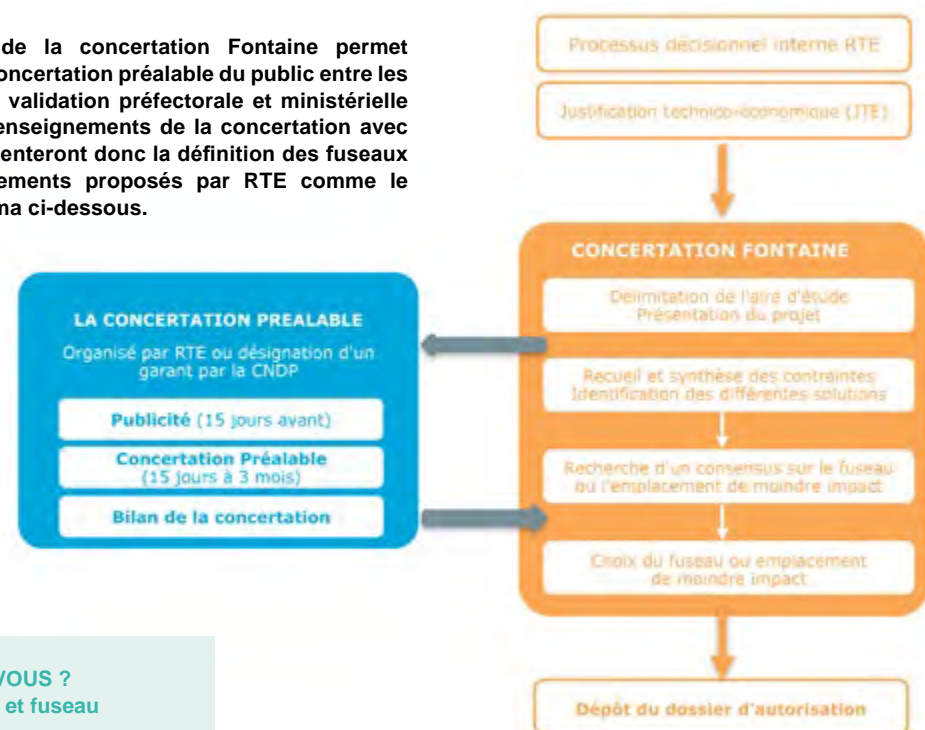 de la concertation Fontaine permet
oncertation préalable du public entre les
validation préfectorale et ministérielle
enseignements de la concertation avec
enteront donc la définition des fuseaux
ements proposés par RTE comme le
ma ci-dessous.
Processus décisionnel interne RTE
Justification technico-économique (JTE)
CONCERTATION FONTAINE
Délimitation de l'aire d'étude
Présentation du projet
Recueil et synthèse des contraintes
Identification des différentes solutions
Recherche d'un consensus sur le fuseau
ou l'emplacement de moindre impact
Choix du fuseau ou emplacement
de moindre impact
Dépôt du dossier d'autorisation
LA CONCERTATION PREALABLE
Organisé par RTE ou désignation d'un
garant par la CNDP
Publicité (15 jours avant)
Concertation Préalable
(15 jours à 3 mois)
Bilan de la concertation
VOUS ?
et fuseau